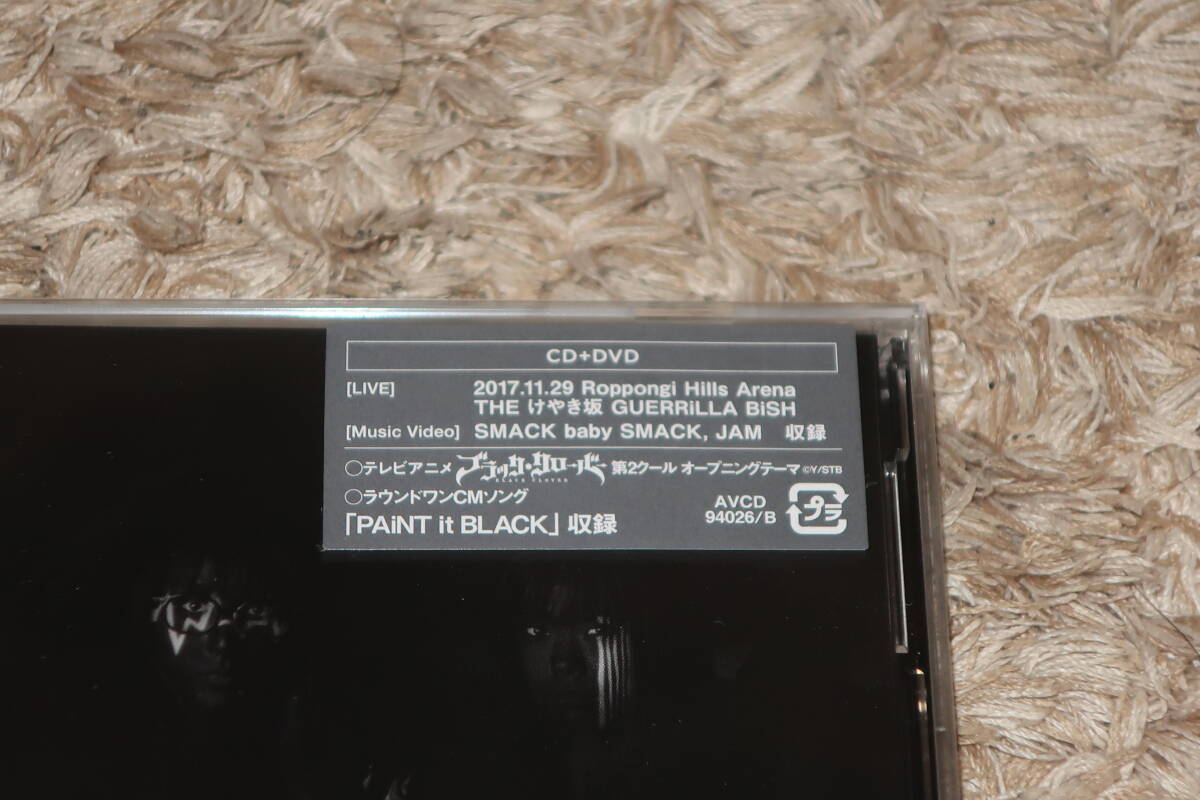 CD+DVD
[LIVE] 2017.11.29 Roppongi Hills Arena
THE けやき坂 GUERRiLLA BiSH
[Music Video] SMACK baby SMACK, JAM 収録
○テレビアニメ ブラック・クローバー 第2クール オープニングテーマ ©Y/STB
BLACK CLOVER
○ラウンドワンCMソング
「PAiNT it BLACK」収録
AVCD
94026/B
プラ